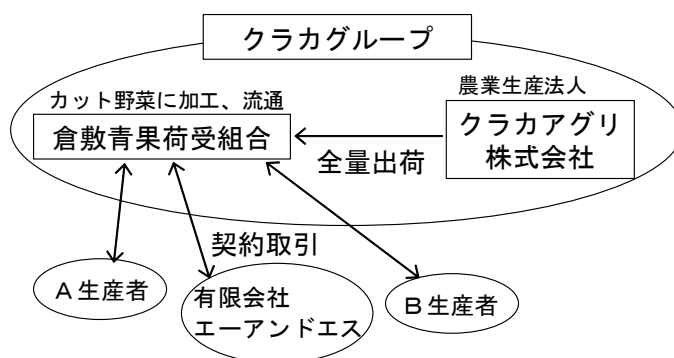 クラカグループ
カット野菜に加工、流通
倉敷青果荷受組合
農業生産法人
クラカアグリ
株式会社
全量出荷
契約取引
A生産者
有限会社
エーアンドエス
B生産者